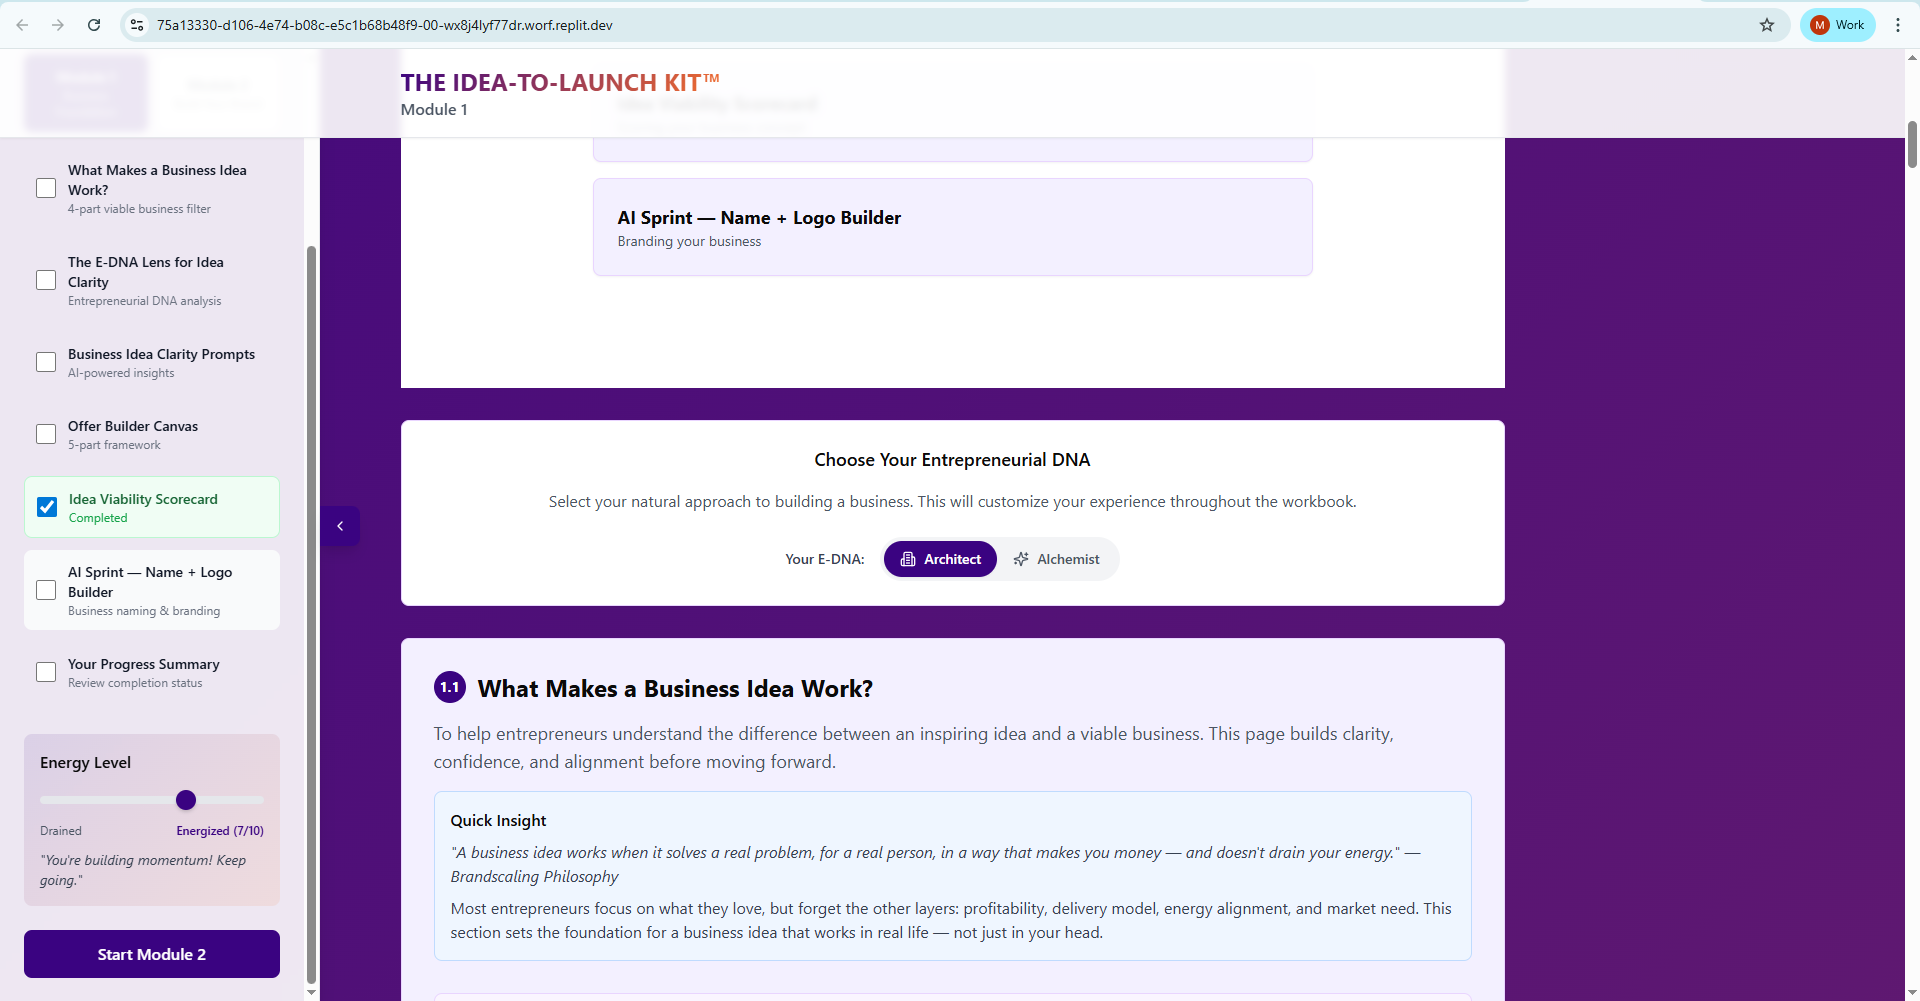 75a13330-d106-4e74-b08c-e5c1b68b48f9-00-wx8j4lyf77dr.worf.replit.dev
M
Work
THE IDEA-TO-LAUNCH KIT™
Module 1
What Makes a Business Idea
Work?
4-part viable business filter
The E-DNA Lens for Idea
Clarity
Entrepreneurial DNA analysis
Business Idea Clarity Prompts
AI-powered insights
Offer Builder Canvas
5-part framework
Idea Viability Scorecard
Completed
AI Sprint — Name + Logo
Builder
Business naming & branding
Your Progress Summary
Review completion status
Energy Level
Drained
Energized (7/10)
"You're building momentum! Keep
going."
Start Module 2
AI Sprint — Name + Logo Builder
Branding your business
Choose Your Entrepreneurial DNA
Select your natural approach to building a business. This will customize your experience throughout the workbook.
Your E-DNA:
Architect
Alchemist
1.1
What Makes a Business Idea Work?
To help entrepreneurs understand the difference between an inspiring idea and a viable business. This page builds clarity,
confidence, and alignment before moving forward.
Quick Insight
"A business idea works when it solves a real problem, for a real person, in a way that makes you money — and doesn't drain your energy." —
Brandscaling Philosophy
Most entrepreneurs focus on what they love, but forget the other layers: profitability, delivery model, energy alignment, and market need. This
section sets the foundation for a business idea that works in real life — not just in your head.